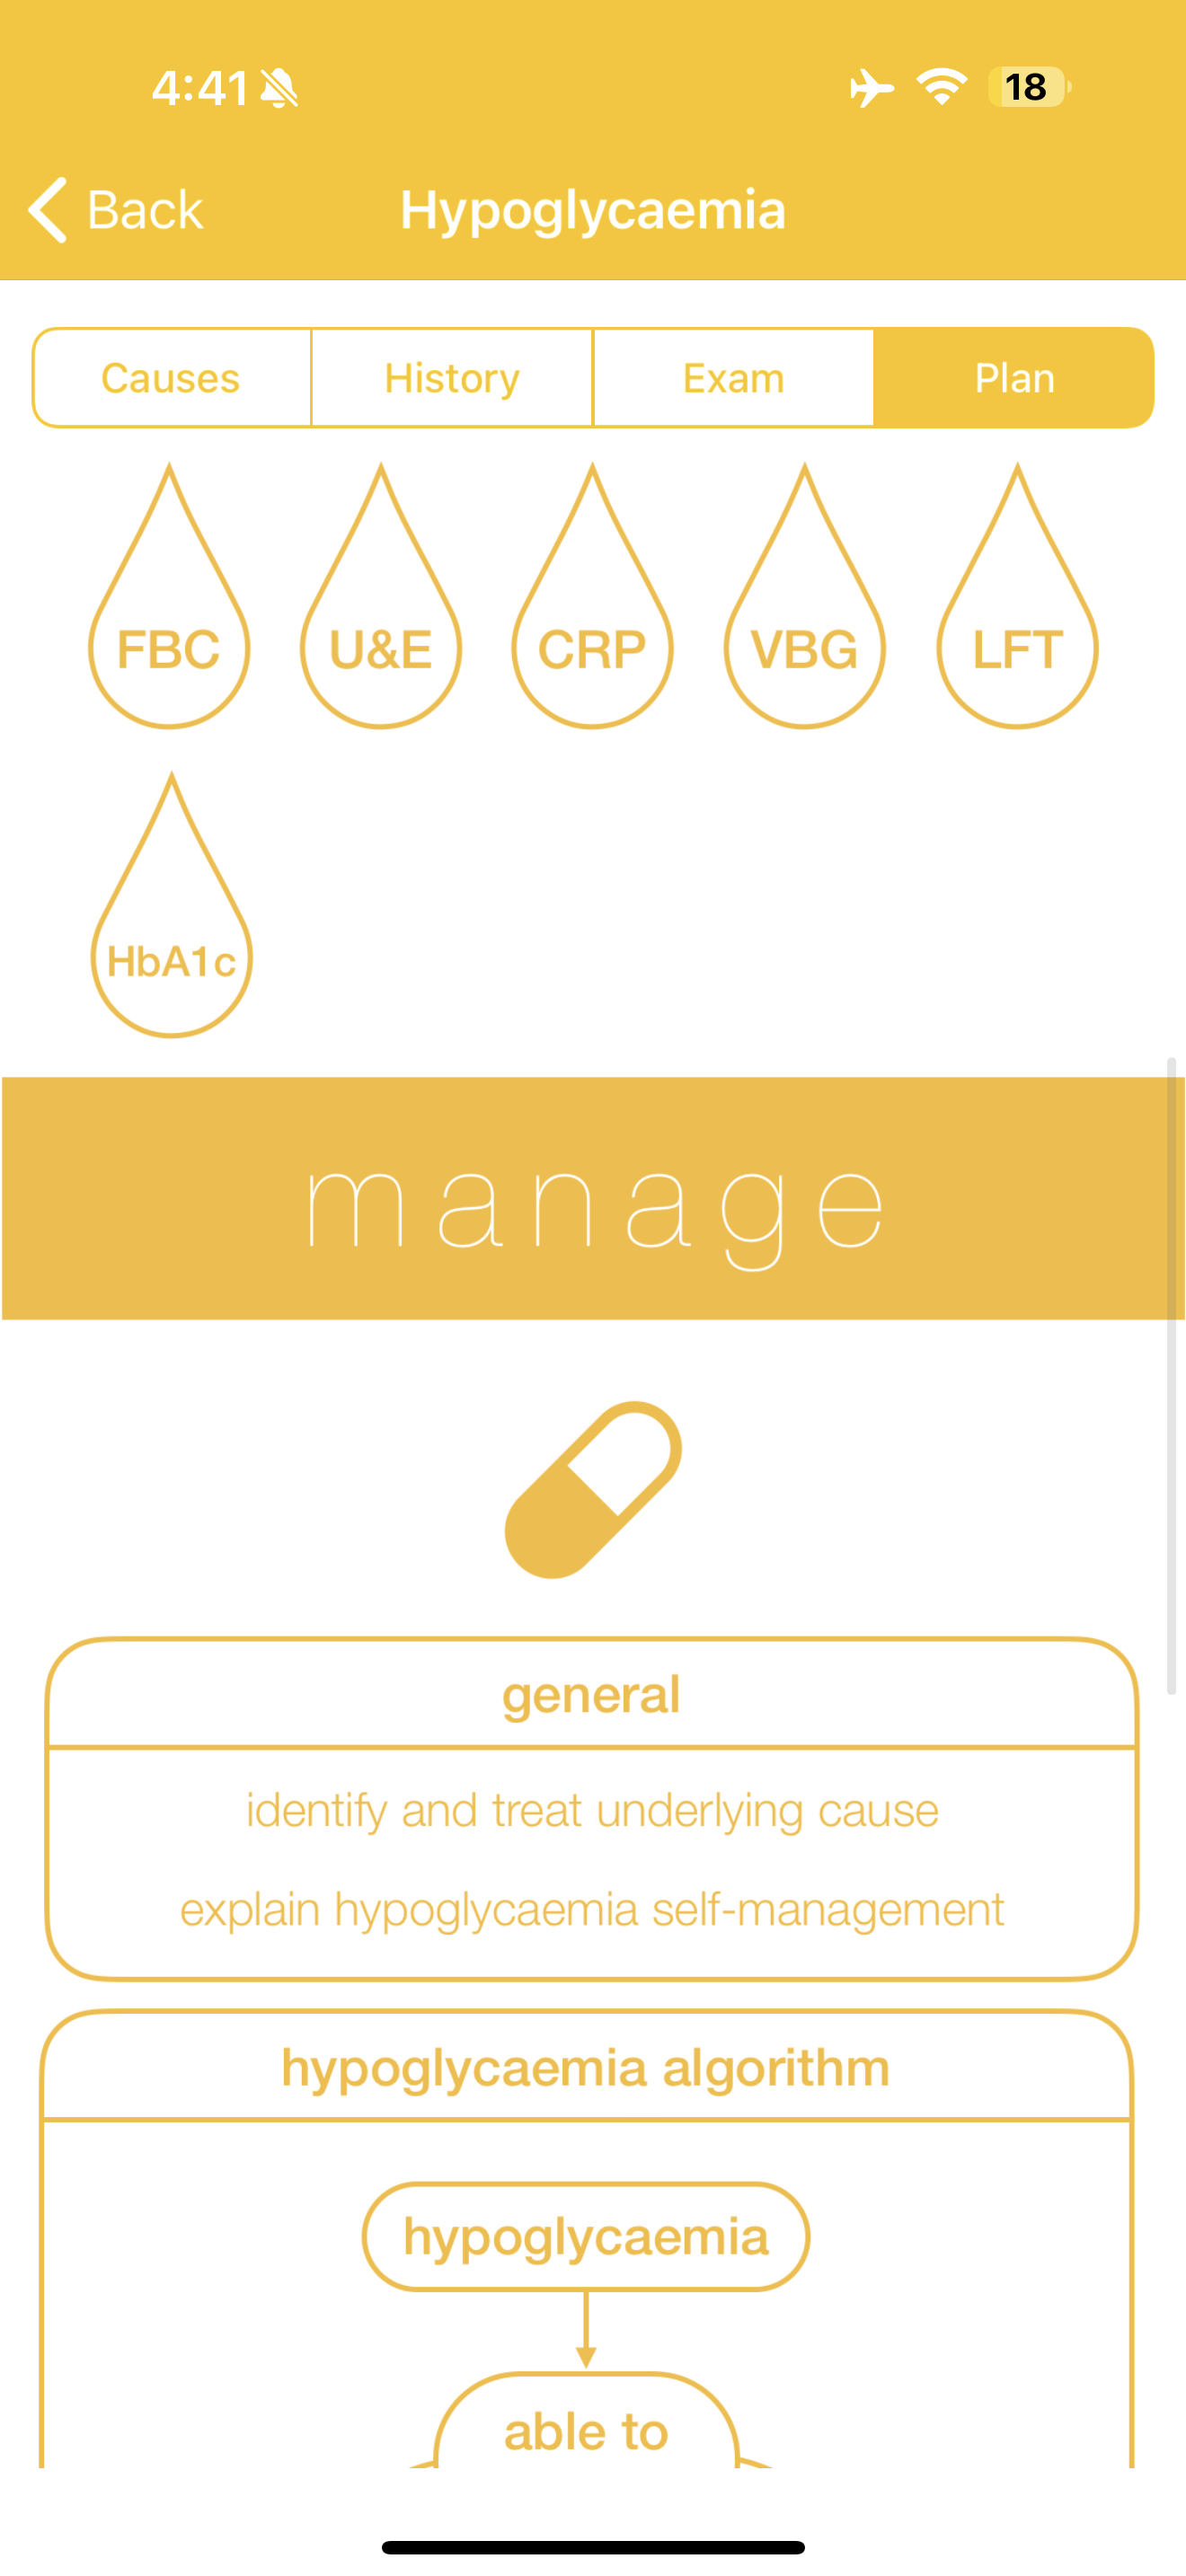 4:41
18
Back
Hypoglycaemia
Causes
History
Exam
Plan
FBC
U&E
CRP
VBG
LFT
HbA1c
manage
general
identify and treat underlying cause
explain hypoglycaemia self-management
hypoglycaemia algorithm
hypoglycaemia
able to